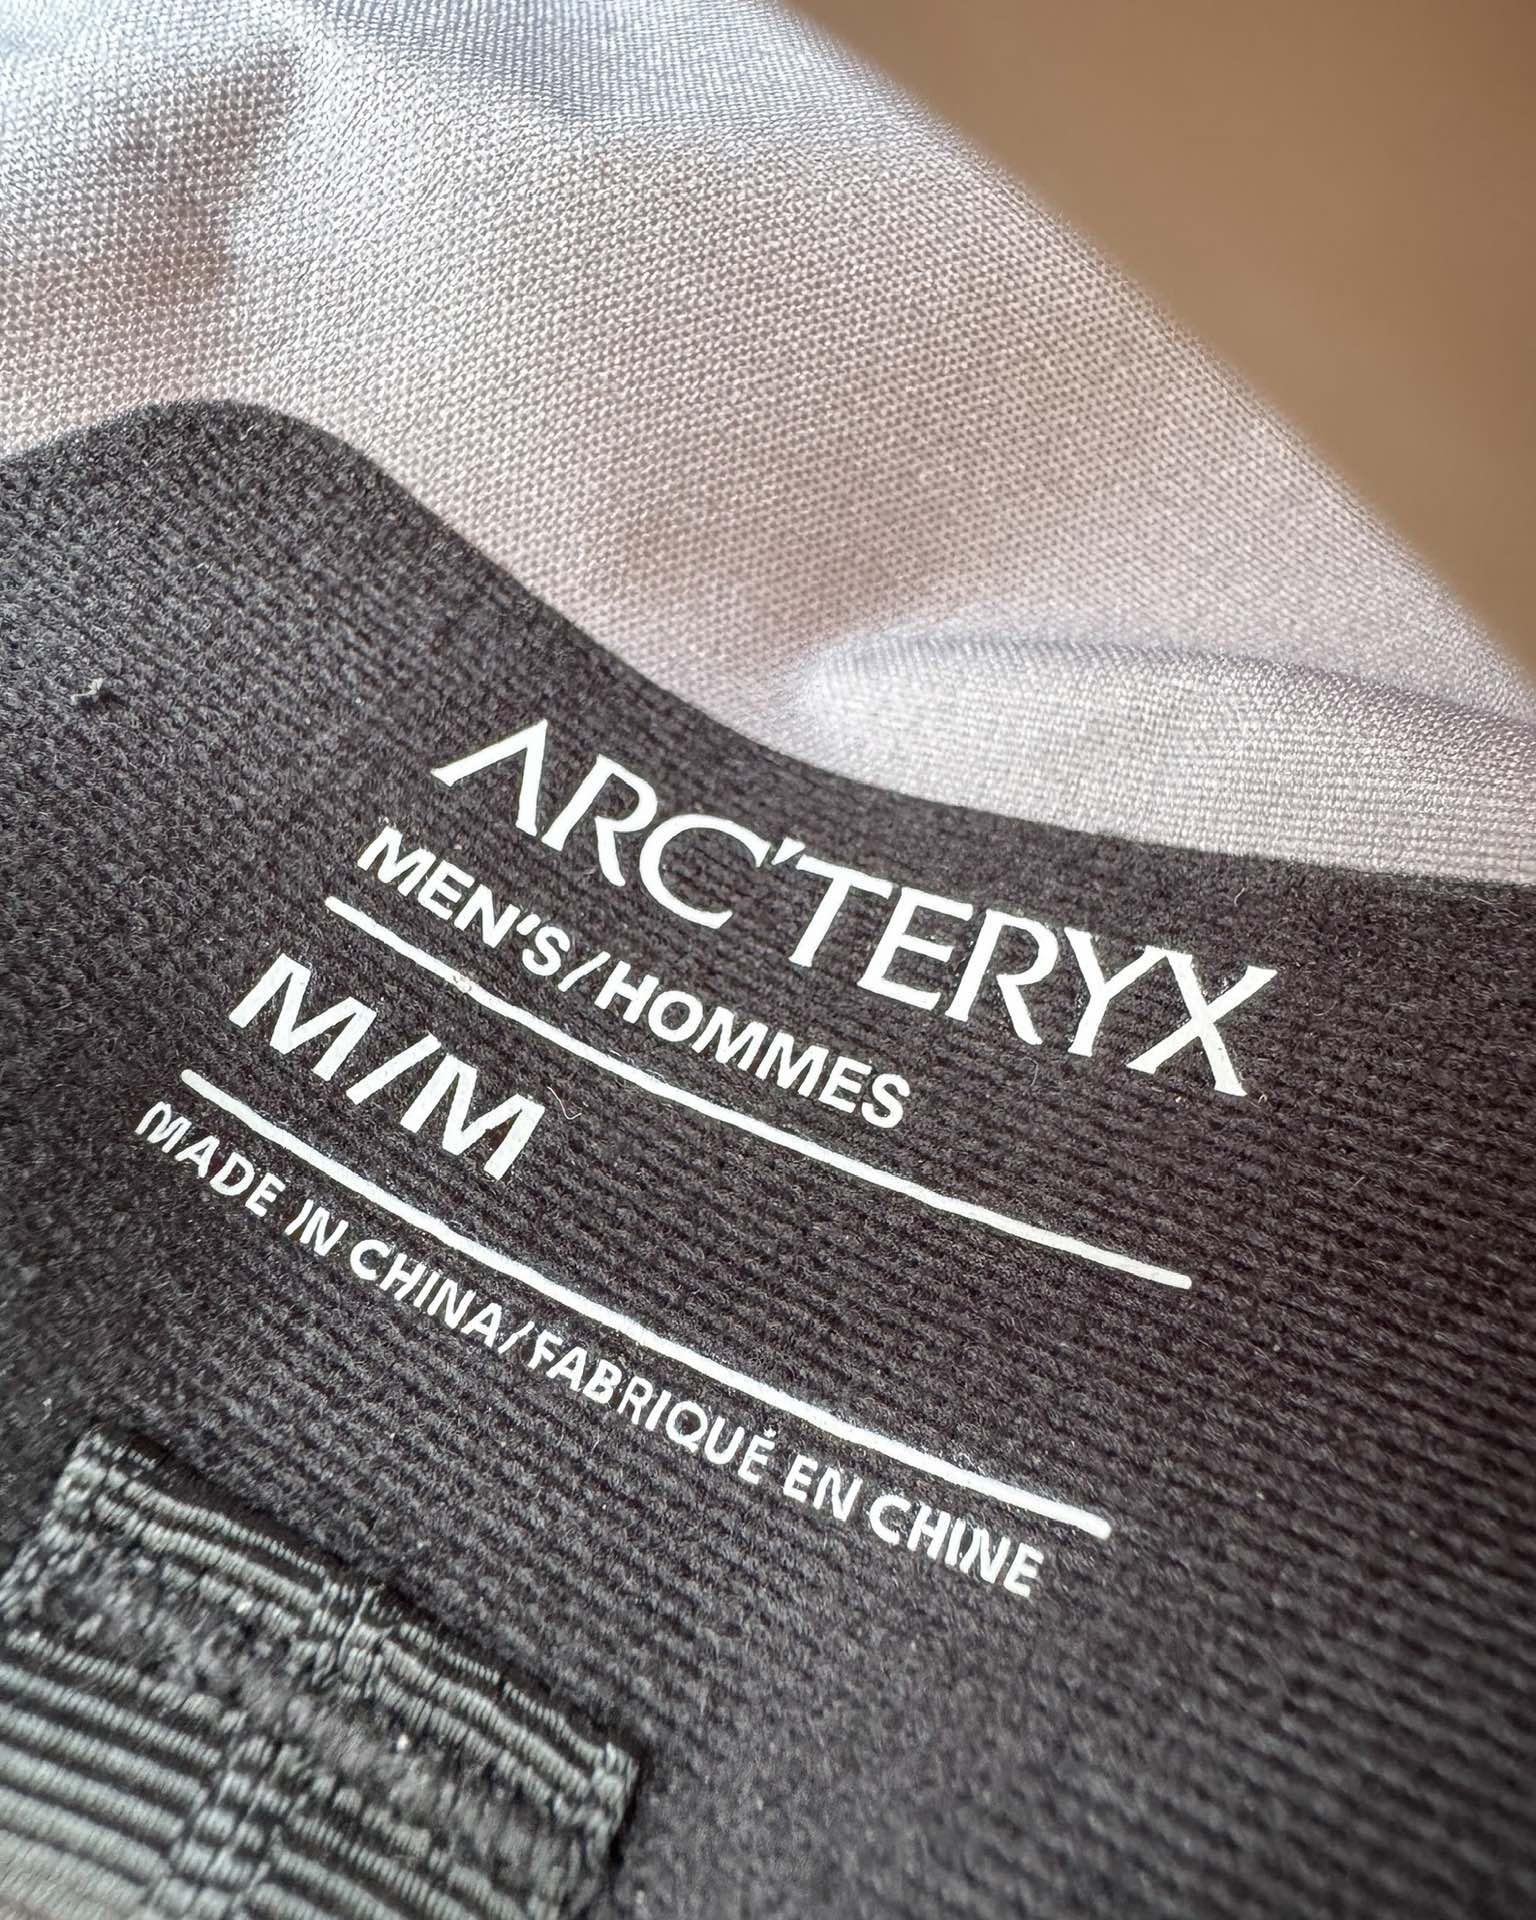 ARC'TERYX
MEN'S/HOMMES
M/M
MADE IN CHINA/FABRIQUÉ EN CHINE